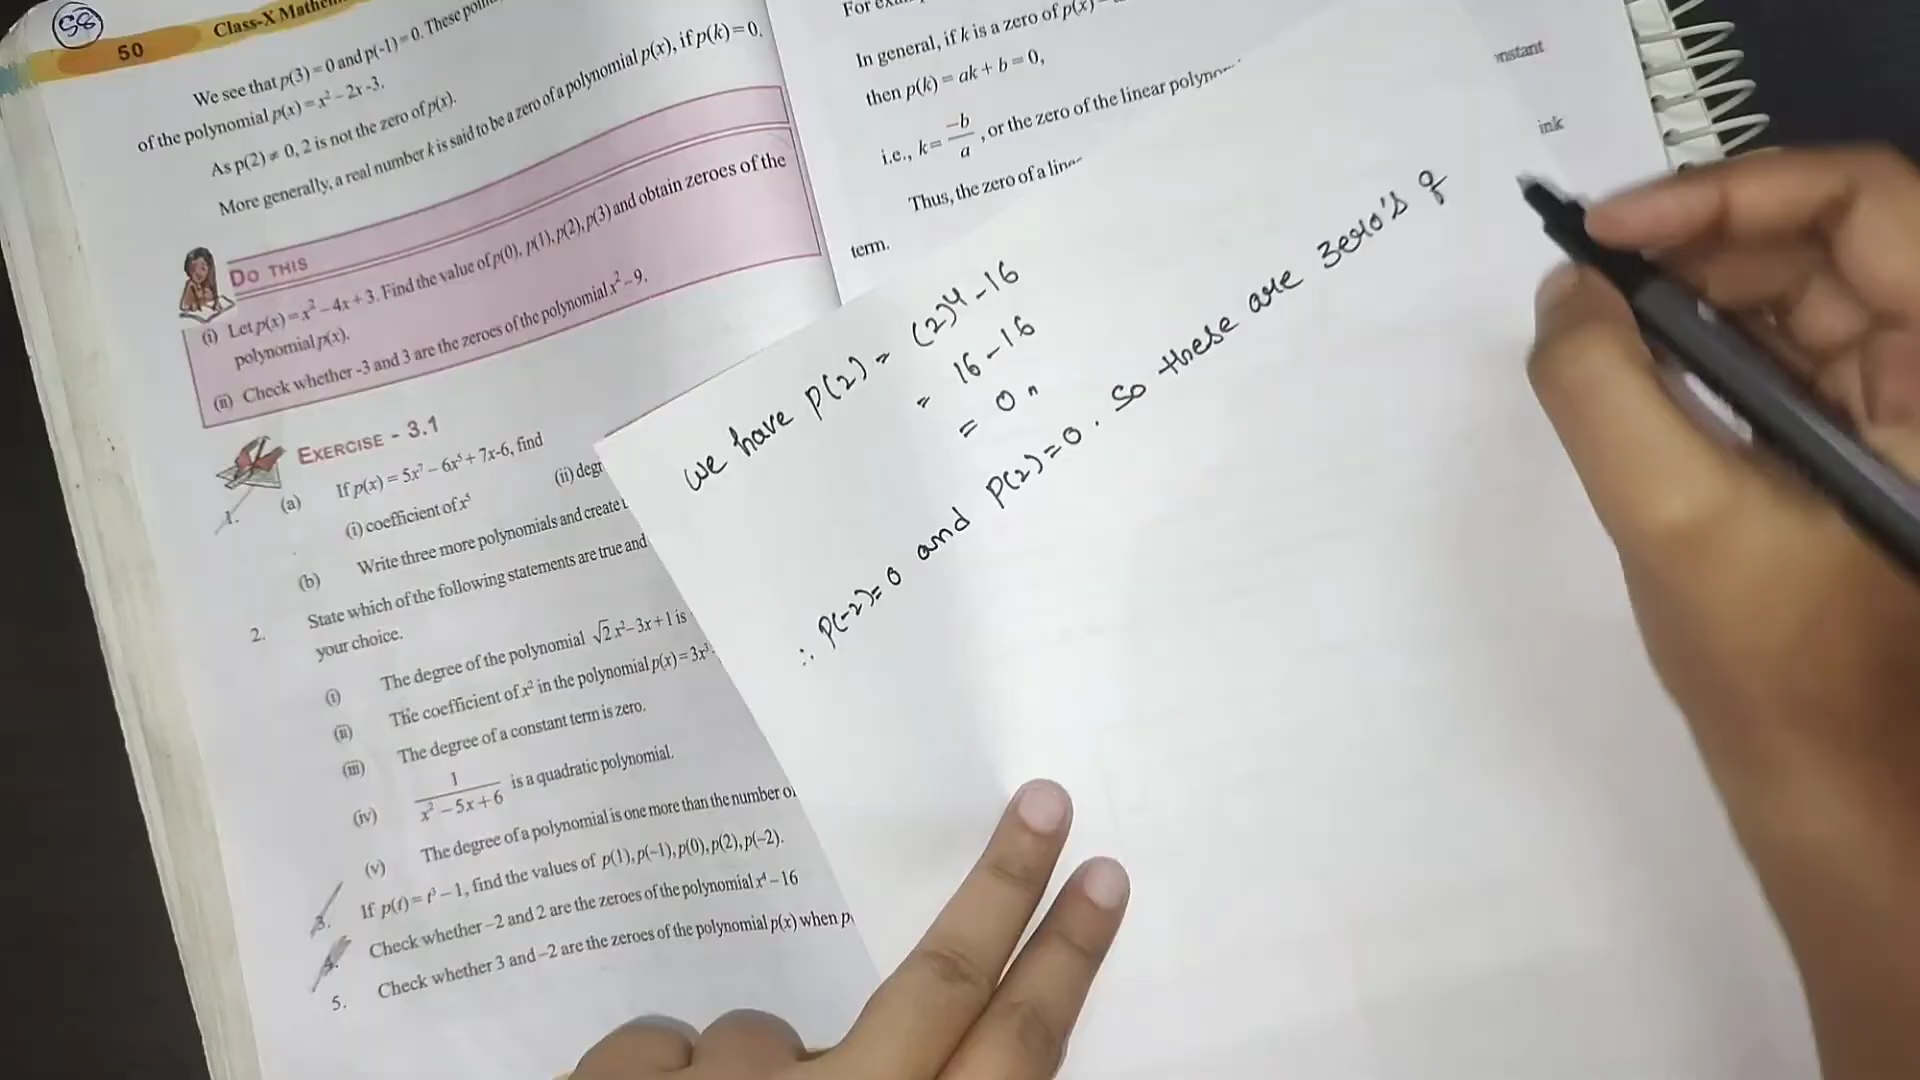 58
50
Class-X
We see that p(3) = 0 and p(-1) = 0. These
of the polynomial p(x) = x² – 2x -3.
As p(2) ≠ 0, 2 is not the zero of p(x).
More generally, a real number k is said to be a zero of a polynomial p(x), if p(k) = 0.
DO THIS
(i) Let p(x) = x² – 4x + 3. Find the value of p(0), p(1), p(2), p(3) and obtain zeroes of the
polynomial p(x).
(ii) Check whether -3 and 3 are the zeroes of the polynomial x² – 9.
EXERCISE - 3.1
1. (a) If p(x) = 5x⁷ – 6x⁵ + 7x-6, find
(i) coefficient of x⁵ (ii)
(b) Write three more polynomials and create
2. State which of the following statements are true and
your choice.
(i) The degree of the polynomial √2 x² – 3x + 1 is
(ii) The coefficient of x² in the polynomial p(x) = 3x³
(iii) The degree of a constant term is zero.
(iv) 1/(x² – 5x + 6) is a quadratic polynomial.
(v) The degree of a polynomial is one more than the number
3. If p(t) = t³ – 1, find the values of p(1), p(–1), p(0), p(2), p(–2).
4. Check whether –2 and 2 are the zeroes of the polynomial x⁴ – 16
5. Check whether 3 and –2 are the zeroes of the polynomial p(x) when
For
In general, if k is a zero of p(x)
then p(k) = ak + b = 0,
i.e., k = –b/a , or the zero of the linear
Thus, the zero of a
term.
ink
we have P(2) = (2)4 - 16
= 16 - 16
= 0"
∴ P(-2) = 0 and P(2) = 0. So these are zero's of